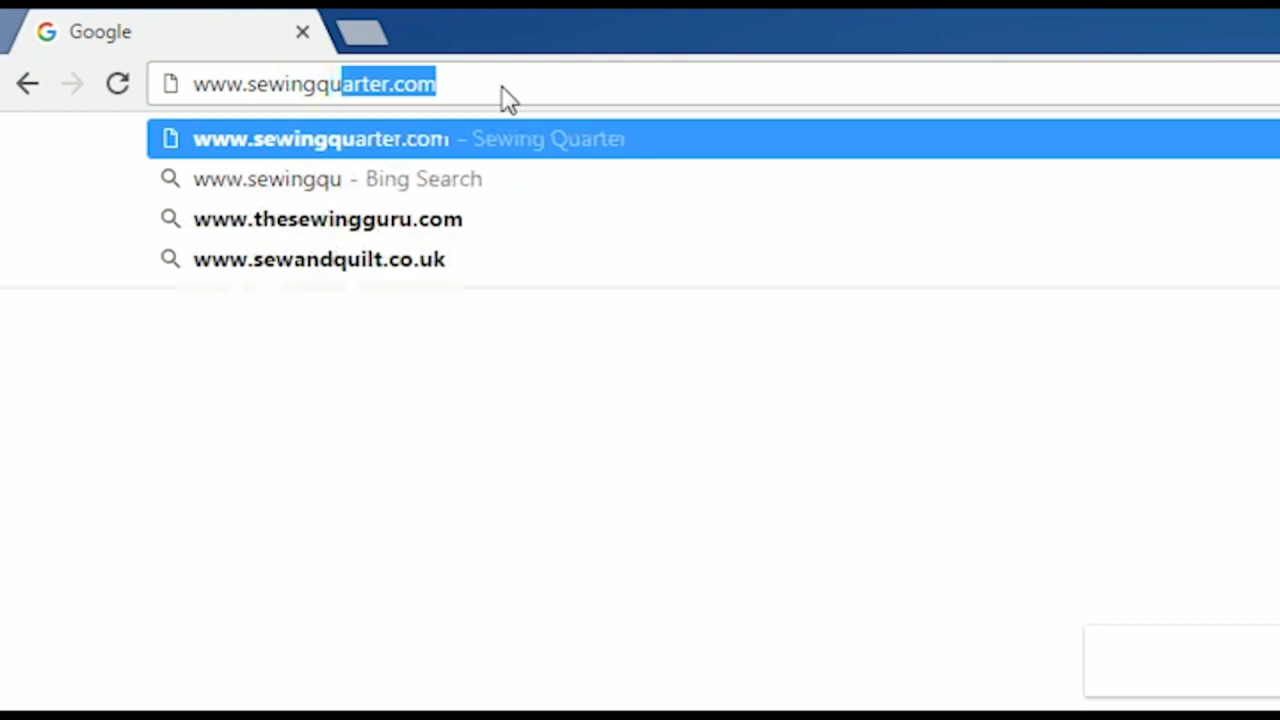 Google
www.sewingquarter.com
www.sewingquarter.com – Sewing Quarter
www.sewingqu - Bing Search
www.thesewingguru.com
www.sewandquilt.co.uk